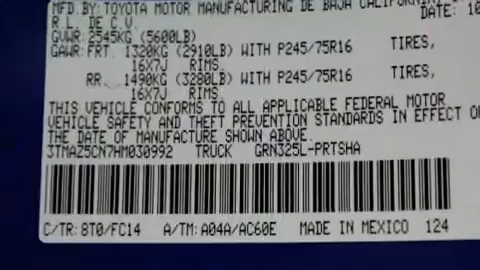 MFD.BY: TOYOTA MOTOR MANUFACTURING DE BAJA CALIFORNIA
R.L. DE C.V. DATE: 10
GVWR: 2545KG (5600LB)
GAWR: FRT. 1320KG (2910LB) WITH P245/75R16 TIRES,
16X7J RIMS.
RR. 1490KG (3280LB) WITH P245/75R16 TIRES,
16X7J RIMS.
THIS VEHICLE CONFORMS TO ALL APPLICABLE FEDERAL MOTOR
VEHICLE SAFETY AND THEFT PREVENTION STANDARDS IN EFFECT O
THE DATE OF MANUFACTURE SHOWN ABOVE.
3TMAZ5CN7HM030992 TRUCK GRN325L-PRTSHA
C/TR: 8T0/FC14 A/TM: A04A/AC60E MADE IN MEXICO 124